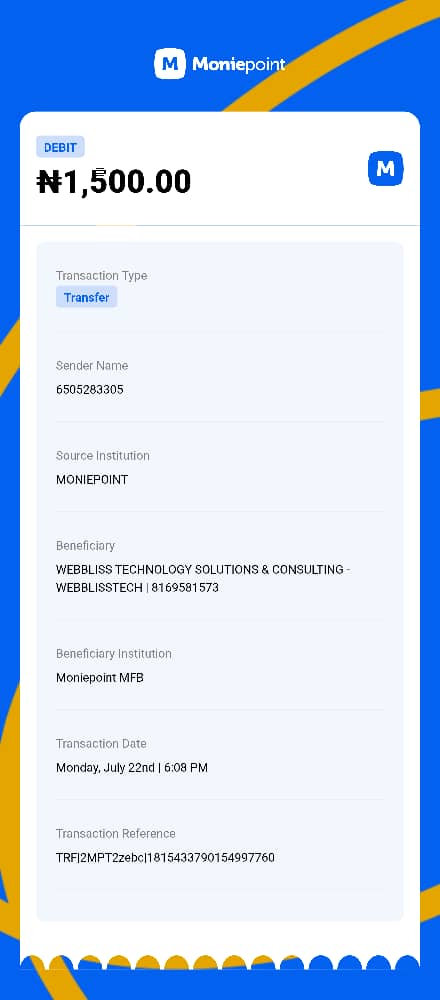 M Moniepoint
DEBIT
₦1,500.00
M
Transaction Type
Transfer
Sender Name
6505283305
Source Institution
MONIEPOINT
Beneficiary
WEBBLISS TECHNOLOGY SOLUTIONS & CONSULTING -
WEBBLISSTECH | 8169581573
Beneficiary Institution
Moniepoint MFB
Transaction Date
Monday, July 22nd | 6:08 PM
Transaction Reference
TRF|2MPT2zebc|1815433790154997760